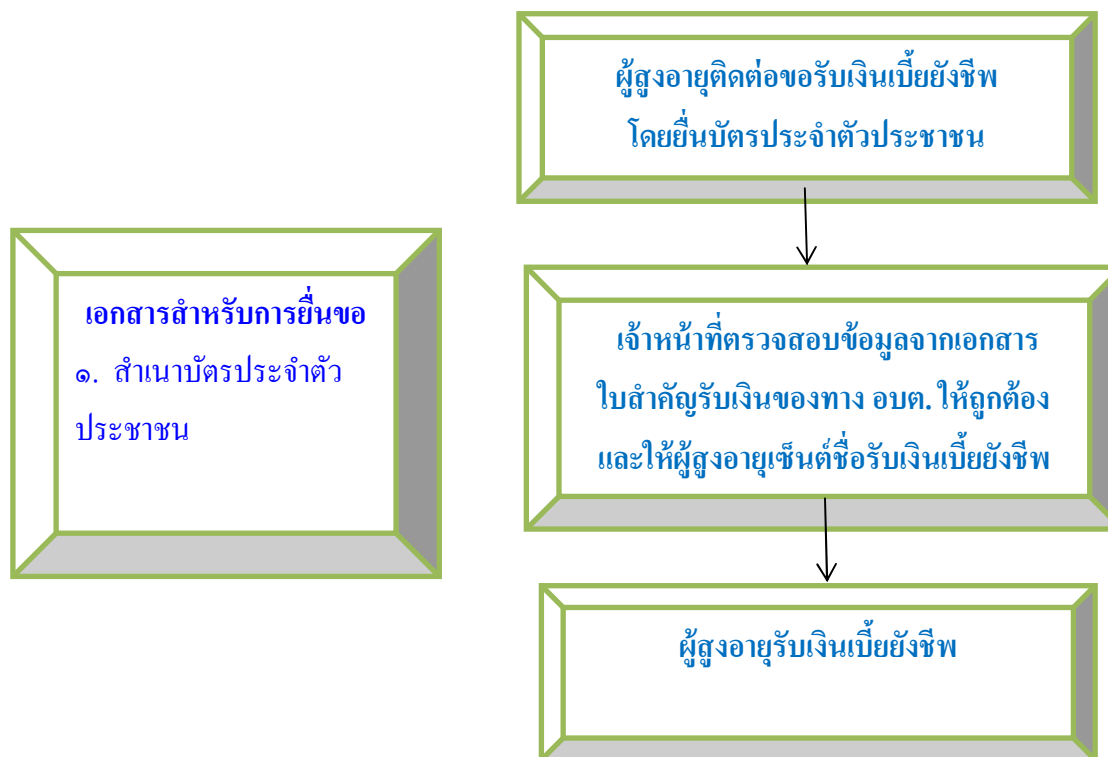 ผู้สูงอายุติดต่อขอรับเงินเบี้ยยังชีพ
โดยยื่นบัตรประจำตัวประชาชน
เอกสารสำหรับการยื่นขอ
๑. สำเนาบัตรประจำตัว
ประชาชน
เจ้าหน้าที่ตรวจสอบข้อมูลจากเอกสาร
ใบสำคัญรับเงินของทาง อบต. ให้ถูกต้อง
และให้ผู้สูงอายุเซ็นต์ชื่อรับเงินเบี้ยยังชีพ
ผู้สูงอายุรับเงินเบี้ยยังชีพ